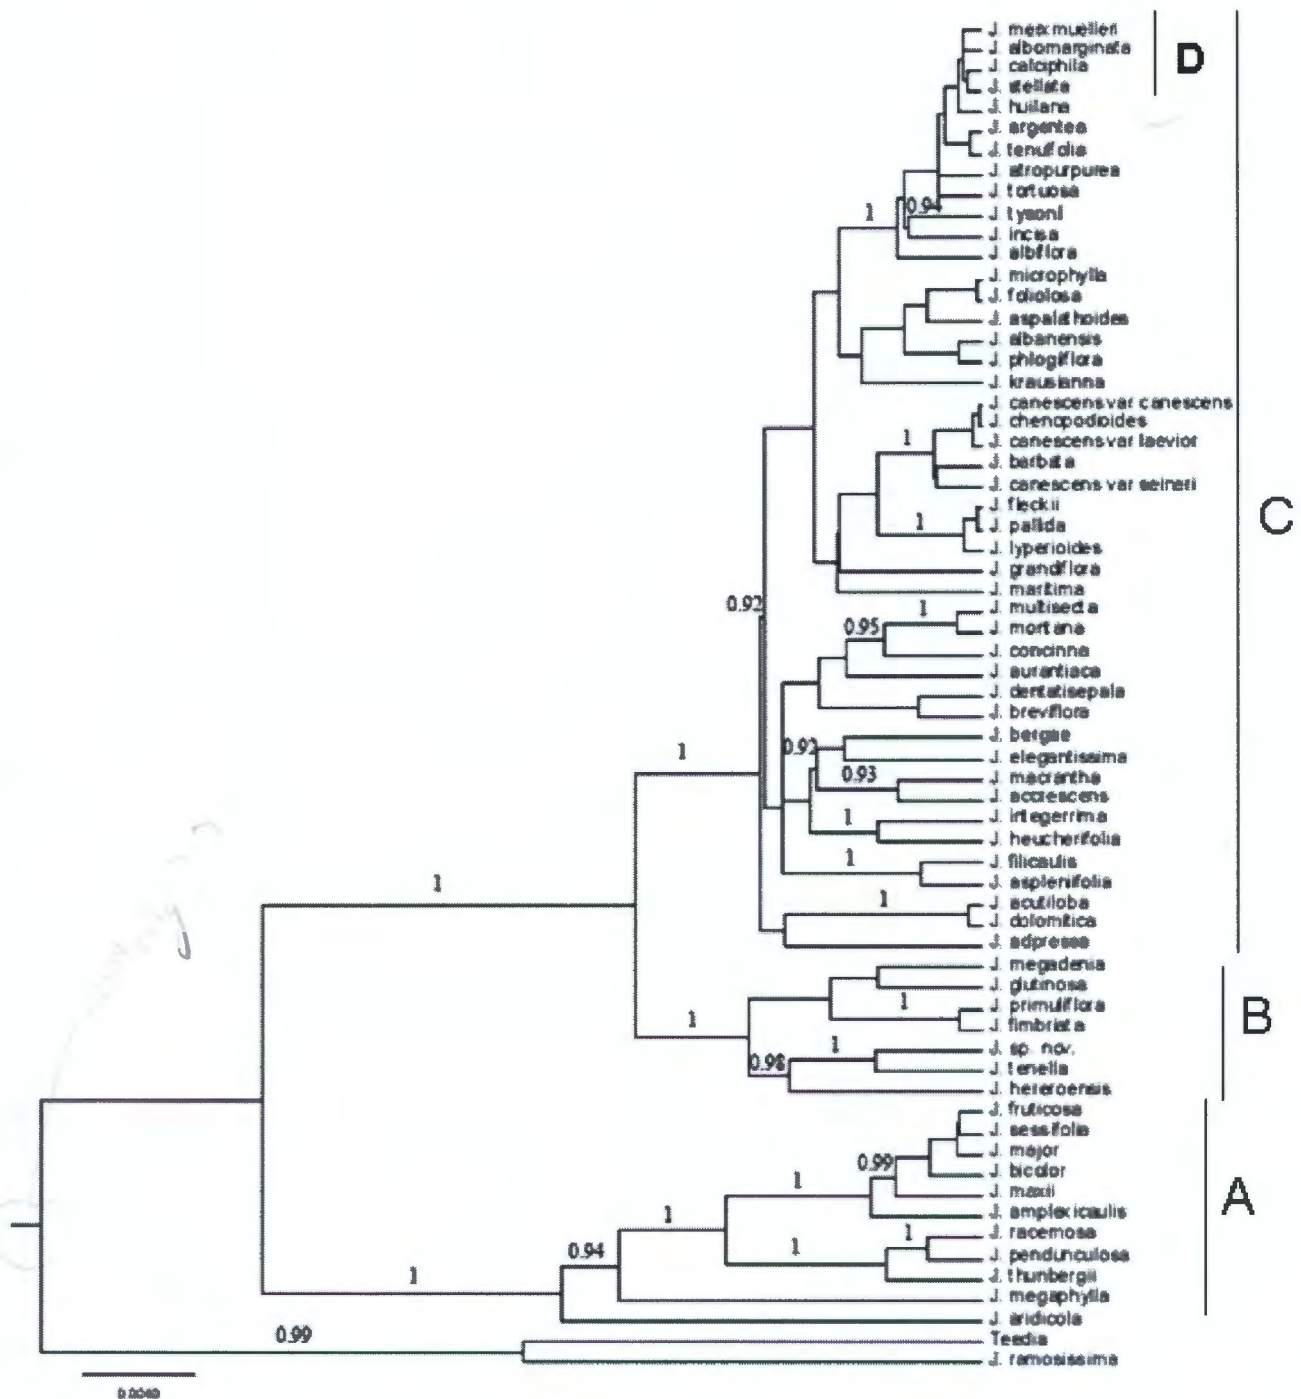 J. albomarginata
D
J. calciphila
J. stellata
J. huilana
J. argentea
J. tenuifolia
J. atropurpurea
J. tortuosa
0.94
J. tysonii
1
J. incisa
J. albiflora
J. microphylla
J. foliolosa
J. aspalathoides
J. albanensis
J. phlogiflora
J. krausianna
J. canescens var canescens
J. chenopodioides
1
J. canescens var laevior
J. barbata
J. canescens var seineri
J. fleckii
C
1
J. pallida
J. lyperioides
J. grandiflora
J. maritima
0.92
1
J. multisecta
0.95
J. montana
J. concinna
J. aurantiaca
J. dentatisepala
J. breviflora
J. bergae
0.92
1
J. elegantissima
0.93
J. macrantha
J. accrescens
1
J. integerrima
J. heucherifolia
1
J. filicaulis
1
J. aspleniifolia
1
J. acutiloba
J. dolomitica
J. adpressa
J. megadenia
J. glutinosa
1
J. primuliflora
B
1
J. fimbriata
1
J. sp. nov.
0.98
J. tenella
J. hereroensis
J. fruticosa
J. sessifolia
J. major
0.99
J. bicolor
1
J. maxii
A
1
J. amplexicaulis
1
J. racemosa
0.94
1
J. pendunculosa
1
J. thunbergii
J. megaphylla
J. aridicola
0.99
Teedia
J. ramosissima